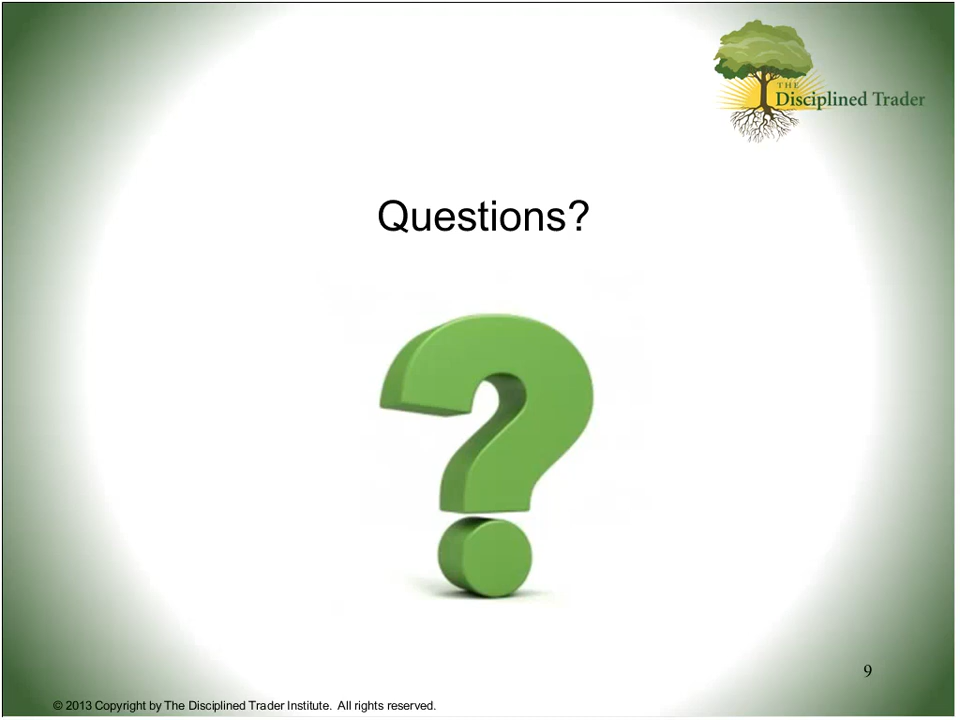 THE
Disciplined Trader
Questions?
9
© 2013 Copyright by The Disciplined Trader Institute. All rights reserved.